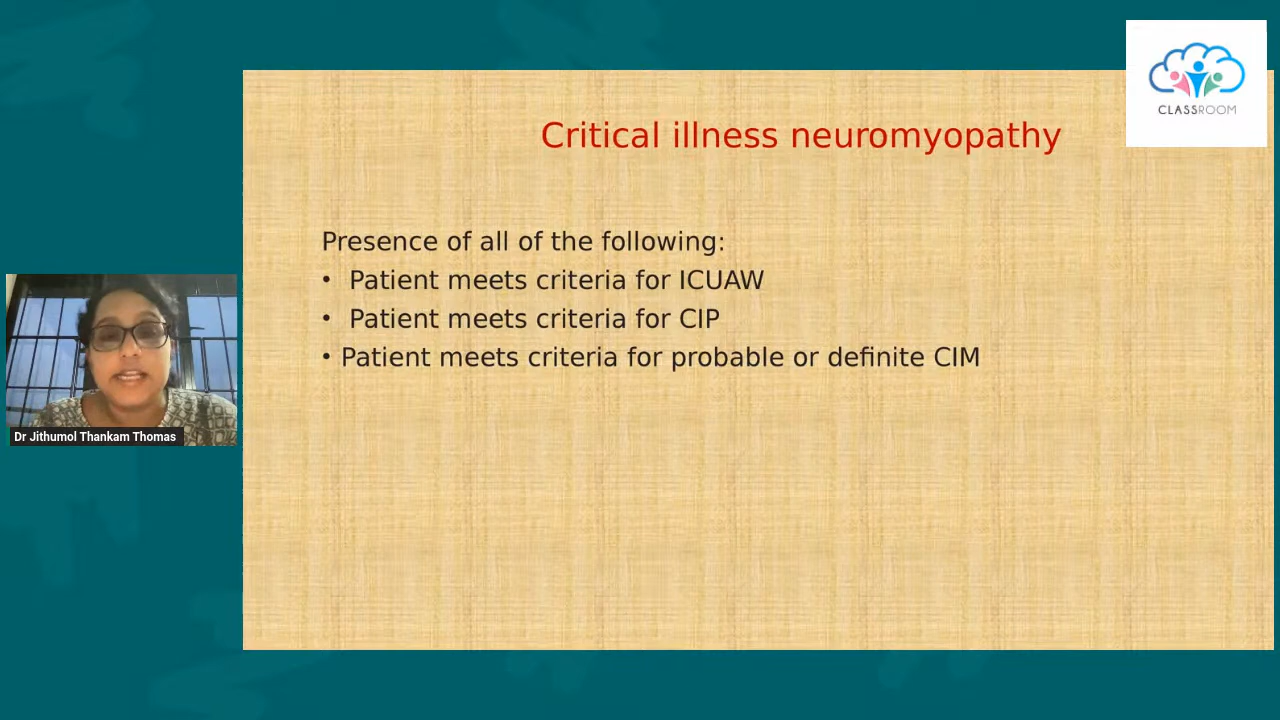 CLASSROOM
Critical illness neuromyopathy
Presence of all of the following:
• Patient meets criteria for ICUAW
• Patient meets criteria for CIP
• Patient meets criteria for probable or definite CIM
Dr Jithumol Thankam Thomas